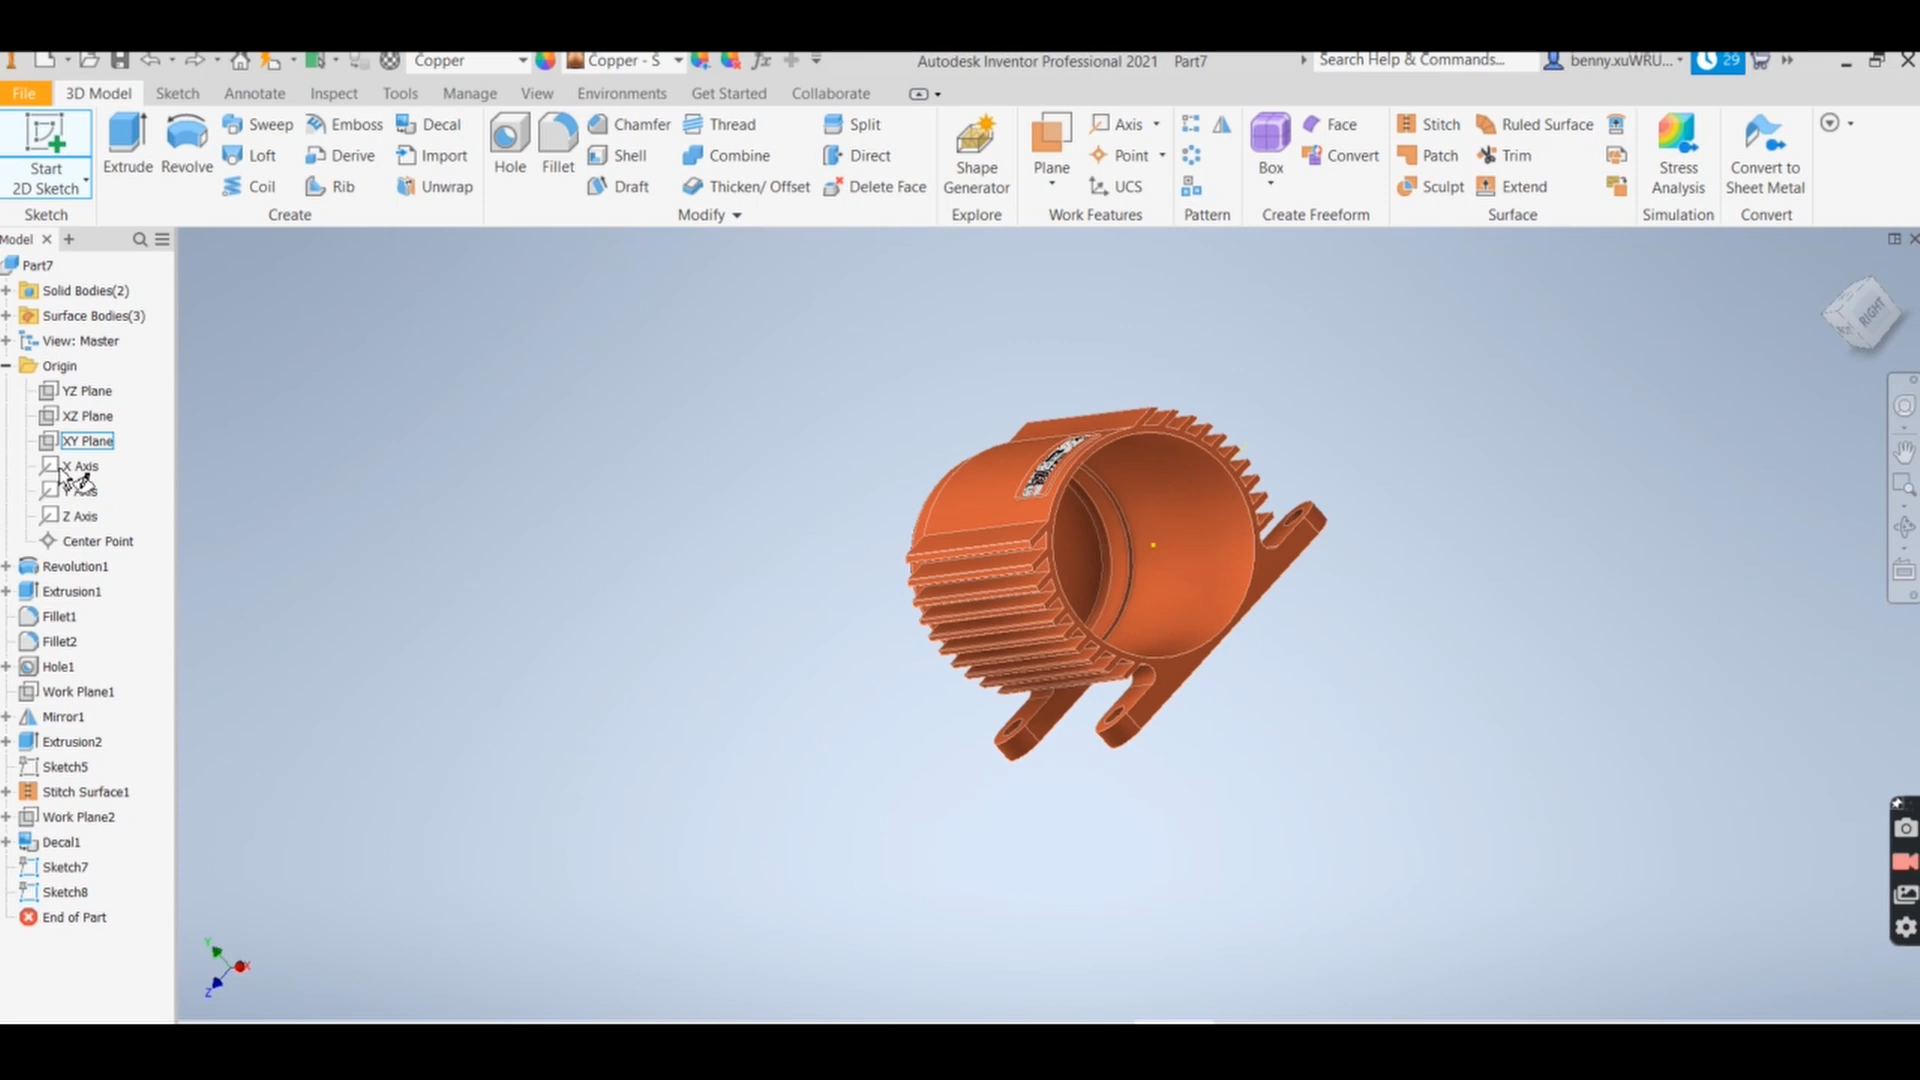 Copper
Copper - S
fx
Autodesk Inventor Professional 2021 Part7
Search Help & Commands...
benny.xuWRU...
29
File 3D Model Sketch Annotate Inspect Tools Manage View Environments Get Started Collaborate
Start
2D Sketch
Sketch
Extrude
Revolve
Sweep
Loft
Coil
Emboss
Derive
Rib
Decal
Import
Unwrap
Create
Hole
Fillet
Chamfer
Shell
Draft
Thread
Combine
Thicken/ Offset
Split
Direct
Delete Face
Modify
Shape
Generator
Explore
Plane
Axis
Point
UCS
Work Features
Pattern
Box
Face
Convert
Create Freeform
Stitch
Patch
Sculpt
Ruled Surface
Trim
Extend
Surface
Stress
Analysis
Simulation
Convert to
Sheet Metal
Convert
Model
Part7
Solid Bodies(2)
Surface Bodies(3)
View: Master
Origin
YZ Plane
XZ Plane
XY Plane
X Axis
Z Axis
Center Point
Revolution1
Extrusion1
Fillet1
Fillet2
Hole1
Work Plane1
Mirror1
Extrusion2
Sketch5
Stitch Surface1
Work Plane2
Decal1
Sketch7
Sketch8
End of Part
RIGHT
Y
X
Z